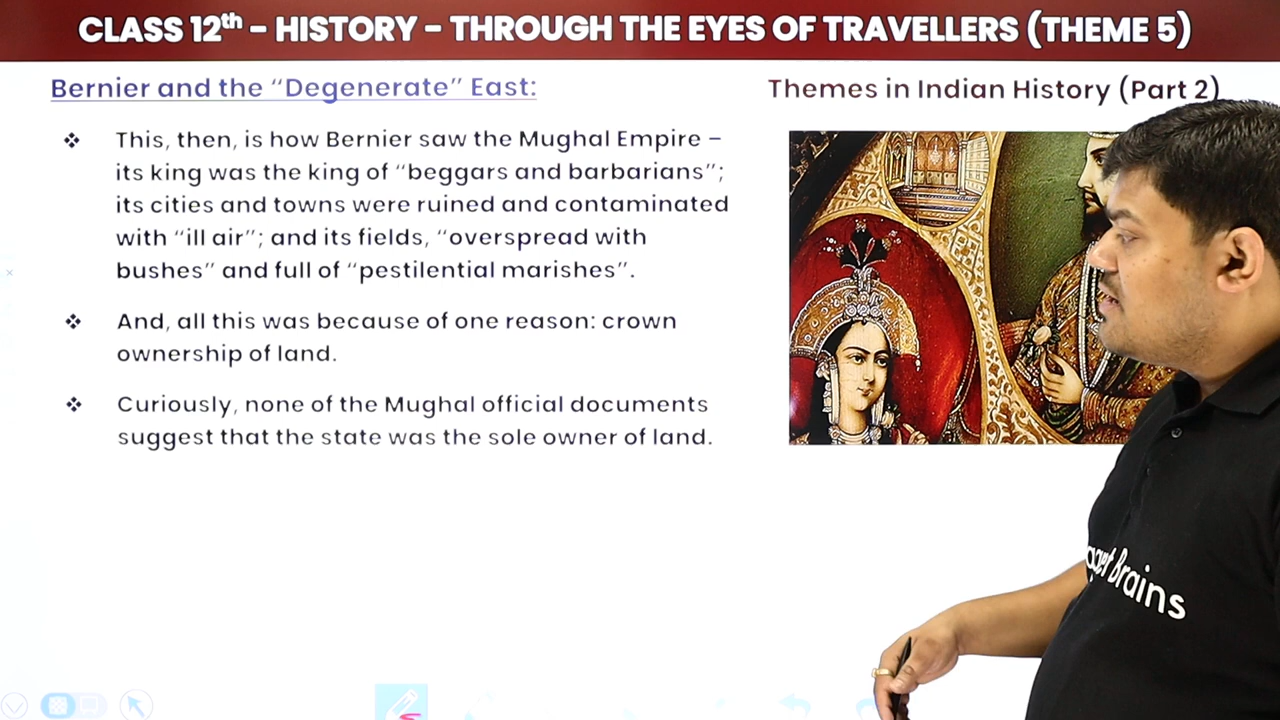 CLASS 12th – HISTORY – THROUGH THE EYES OF TRAVELLERS (THEME 5)
Bernier and the “Degenerate” East:
Themes in Indian History (Part 2)
❖ This, then, is how Bernier saw the Mughal Empire –
its king was the king of “beggars and barbarians”;
its cities and towns were ruined and contaminated
with “ill air”; and its fields, “overspread with
bushes” and full of “pestilential marishes”.
❖ And, all this was because of one reason: crown
ownership of land.
❖ Curiously, none of the Mughal official documents
suggest that the state was the sole owner of land.
Brains